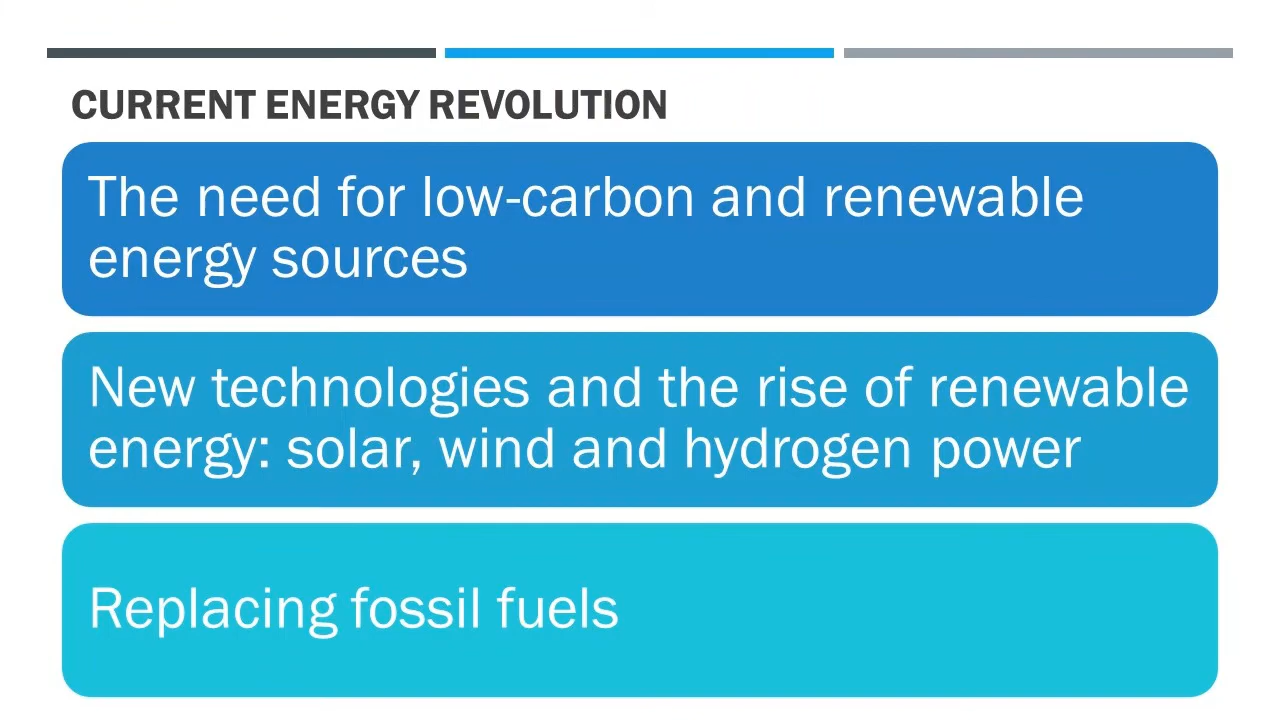 CURRENT ENERGY REVOLUTION
The need for low-carbon and renewable
energy sources
New technologies and the rise of renewable
energy: solar, wind and hydrogen power
Replacing fossil fuels